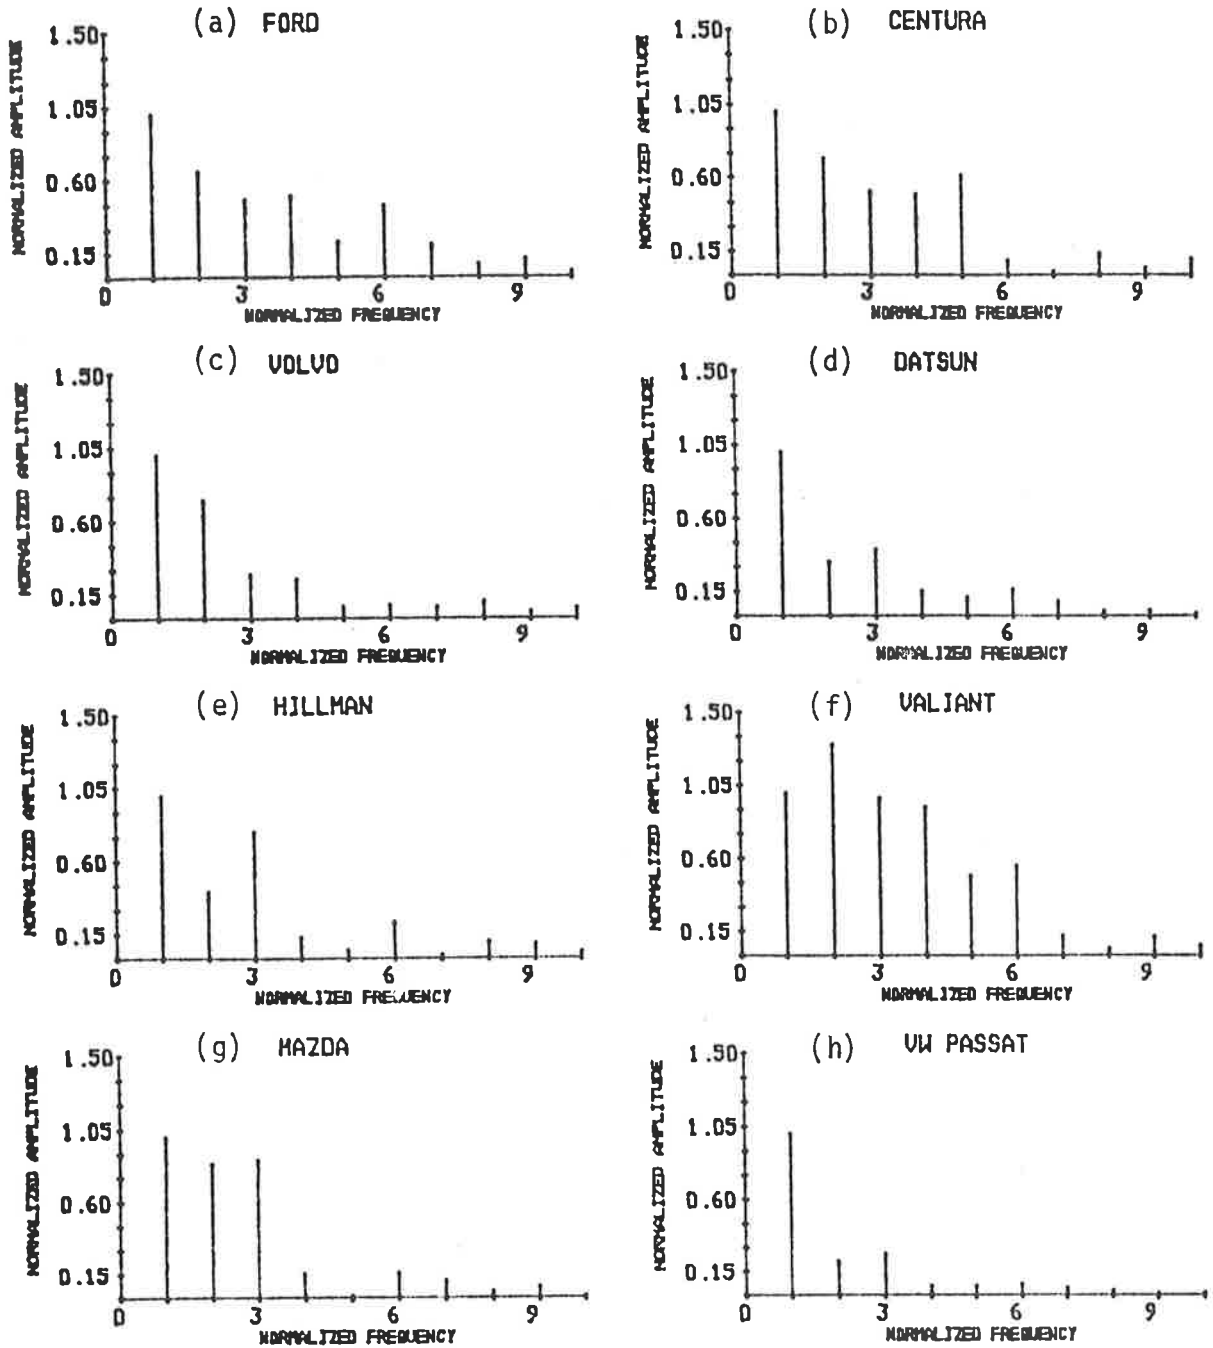 (a) FORD
NORMALIZED AMPLITUDE
1.50
1.05
0.60
0.15
0 3 6 9
NORMALIZED FREQUENCY
(b) CENTURA
NORMALIZED AMPLITUDE
1.50
1.05
0.60
0.15
0 3 6 9
NORMALIZED FREQUENCY
(c) VOLVO
NORMALIZED AMPLITUDE
1.50
1.05
0.60
0.15
0 3 6 9
NORMALIZED FREQUENCY
(d) DATSUN
NORMALIZED AMPLITUDE
1.50
1.05
0.60
0.15
0 3 6 9
NORMALIZED FREQUENCY
(e) HILLMAN
NORMALIZED AMPLITUDE
1.50
1.05
0.60
0.15
0 3 6 9
NORMALIZED FREQUENCY
(f) VALIANT
NORMALIZED AMPLITUDE
1.50
1.05
0.60
0.15
0 3 6 9
NORMALIZED FREQUENCY
(g) MAZDA
NORMALIZED AMPLITUDE
1.50
1.05
0.60
0.15
0 3 6 9
NORMALIZED FREQUENCY
(h) VW PASSAT
NORMALIZED AMPLITUDE
1.50
1.05
0.60
0.15
0 3 6 9
NORMALIZED FREQUENCY